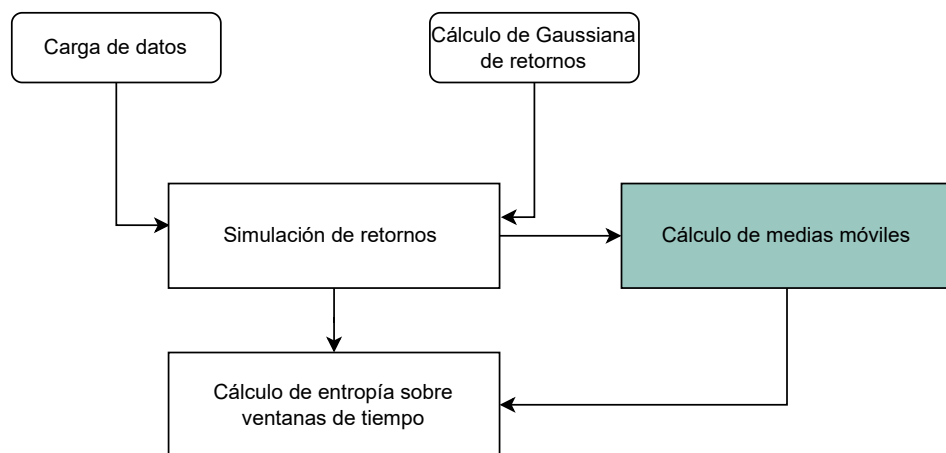 Carga de datos
Cálculo de Gaussiana
de retornos
Simulación de retornos
Cálculo de medias móviles
Cálculo de entropía sobre
ventanas de tiempo